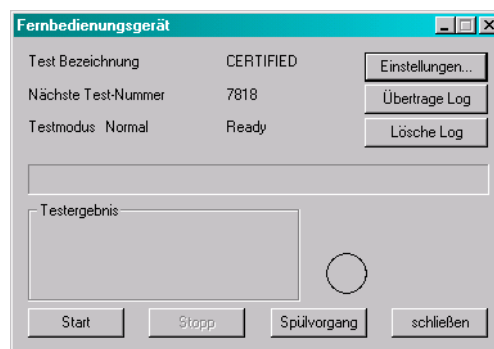 Fernbedienungsgerät
Test Bezeichnung CERTIFIED Einstellungen...
Nächste Test-Nummer 7818 Übertrage Log
Testmodus Normal Ready Lösche Log
Testergebnis
Start Stopp Spülvorgang schließen